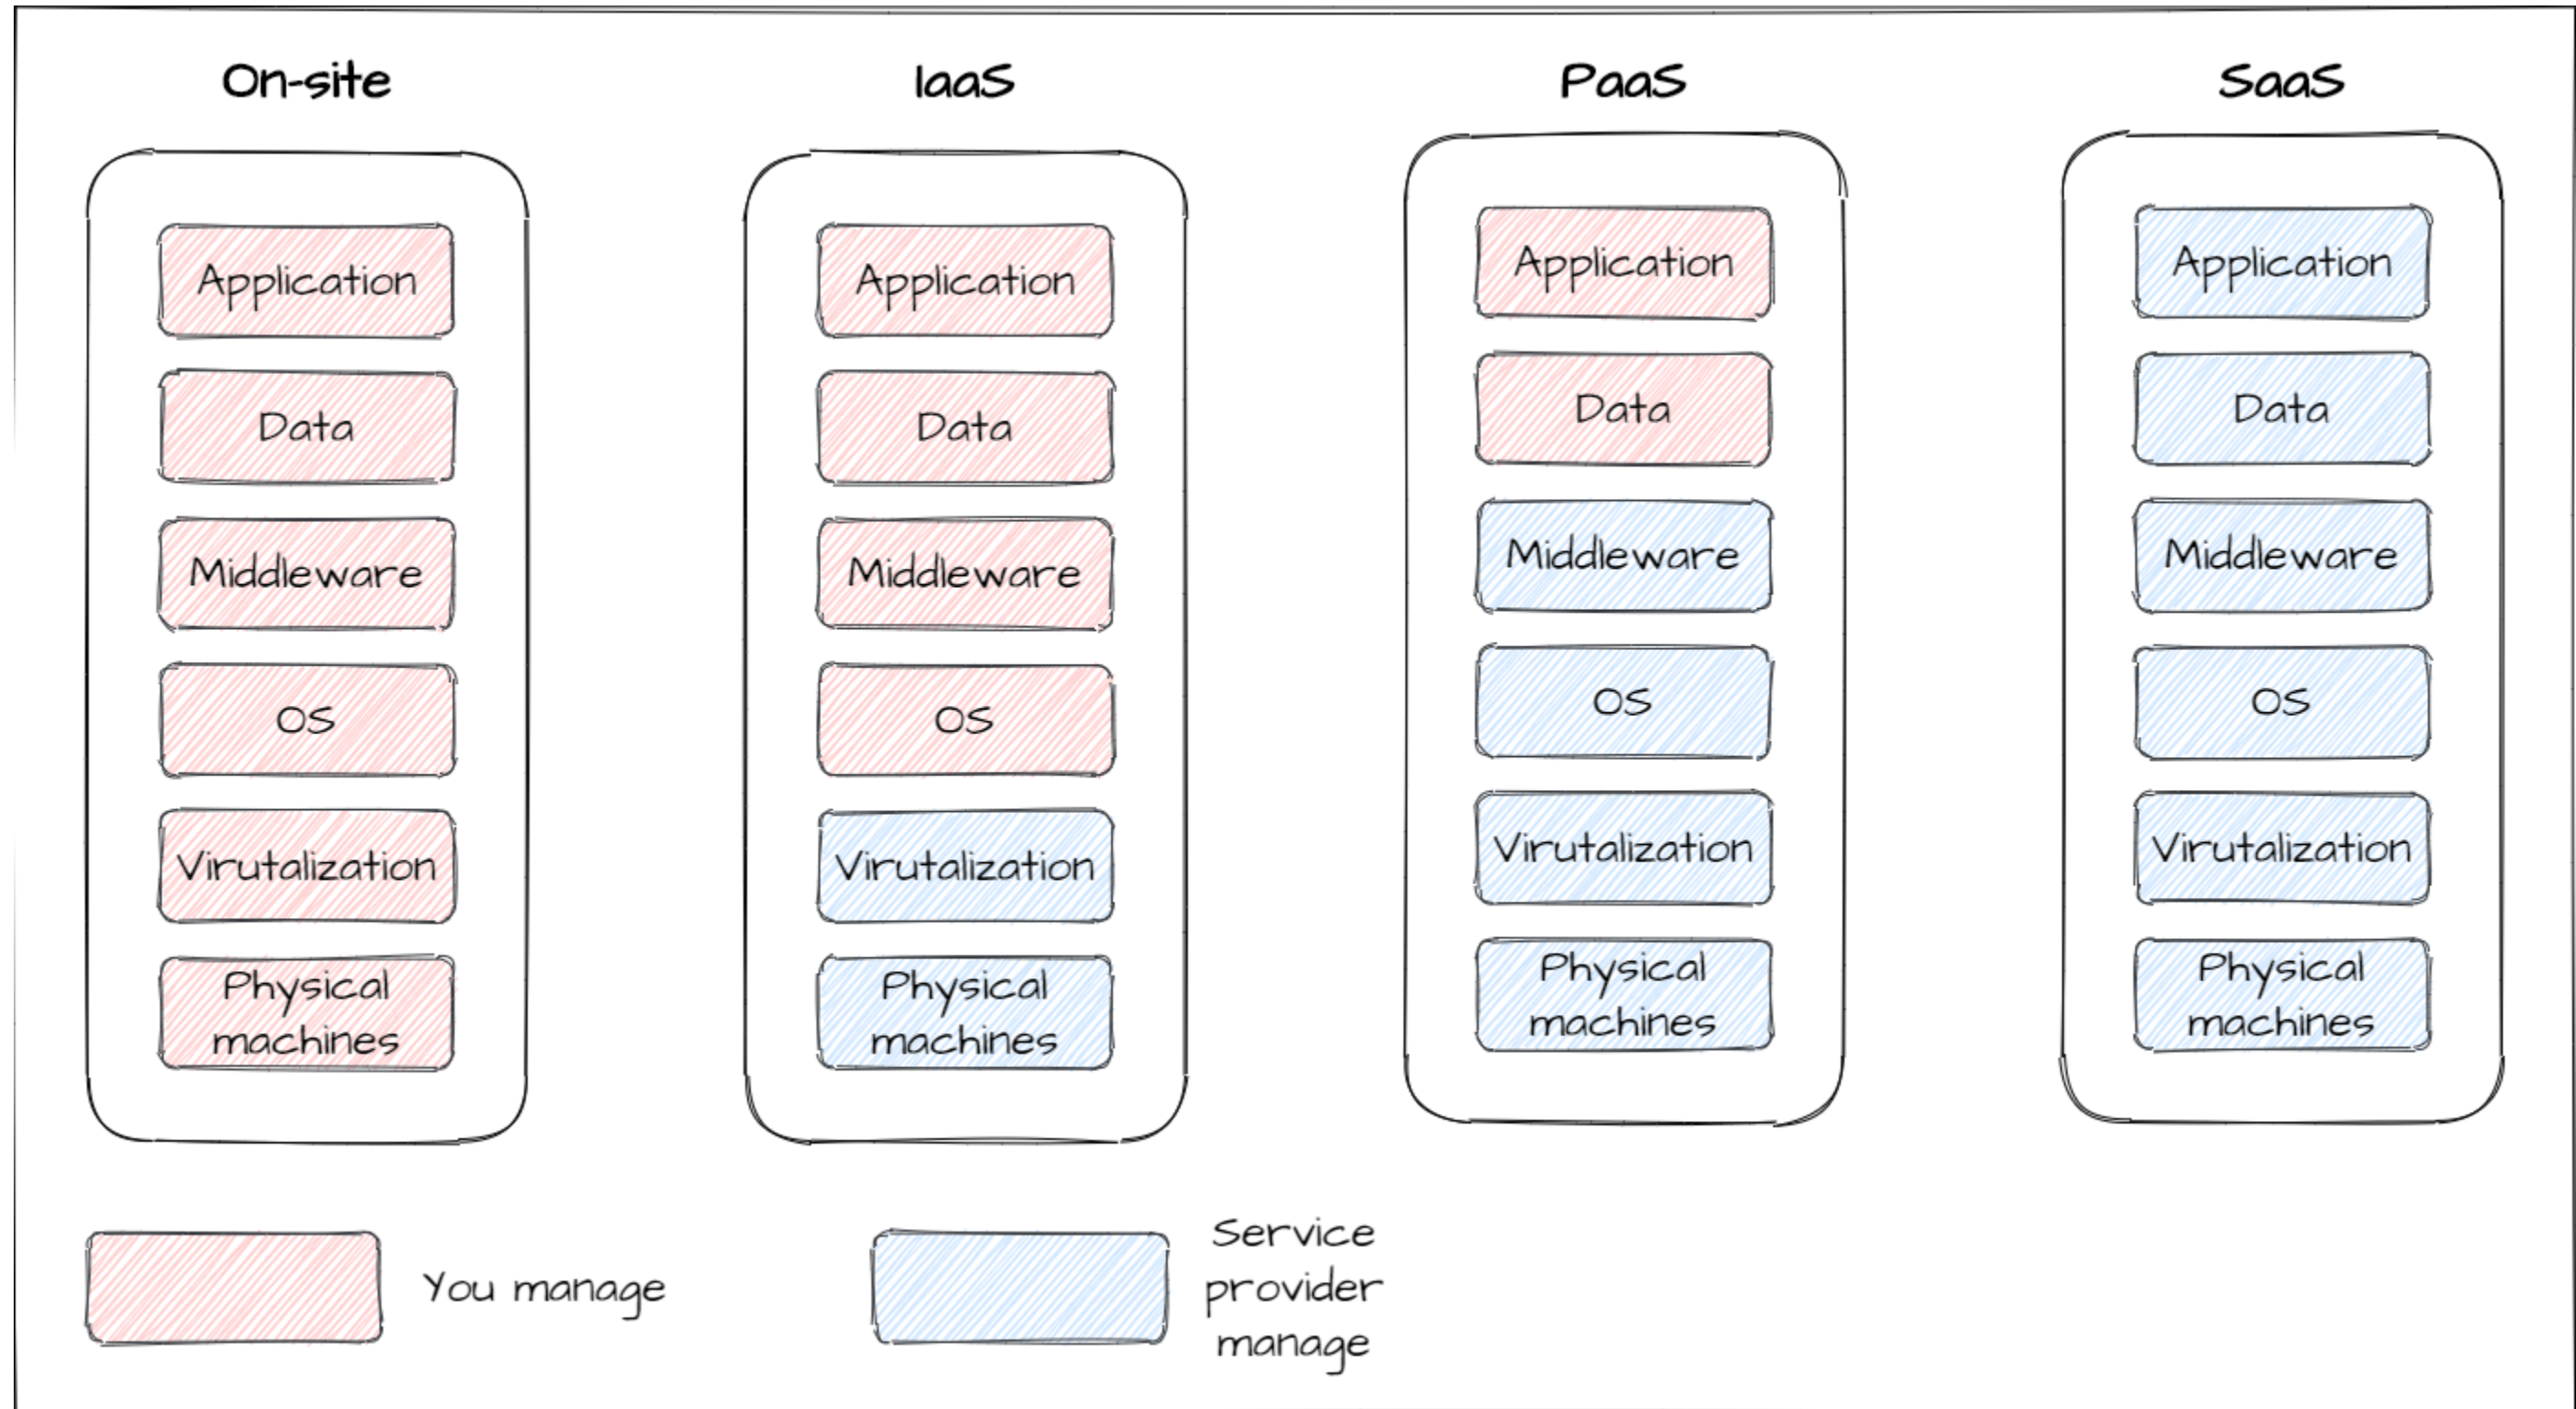 On-site
Application
Data
Middleware
OS
Virutalization
Physical
machines
IaaS
Application
Data
Middleware
OS
Virutalization
Physical
machines
PaaS
Application
Data
Middleware
OS
Virutalization
Physical
machines
SaaS
Application
Data
Middleware
OS
Virutalization
Physical
machines
You manage
Service
provider
manage